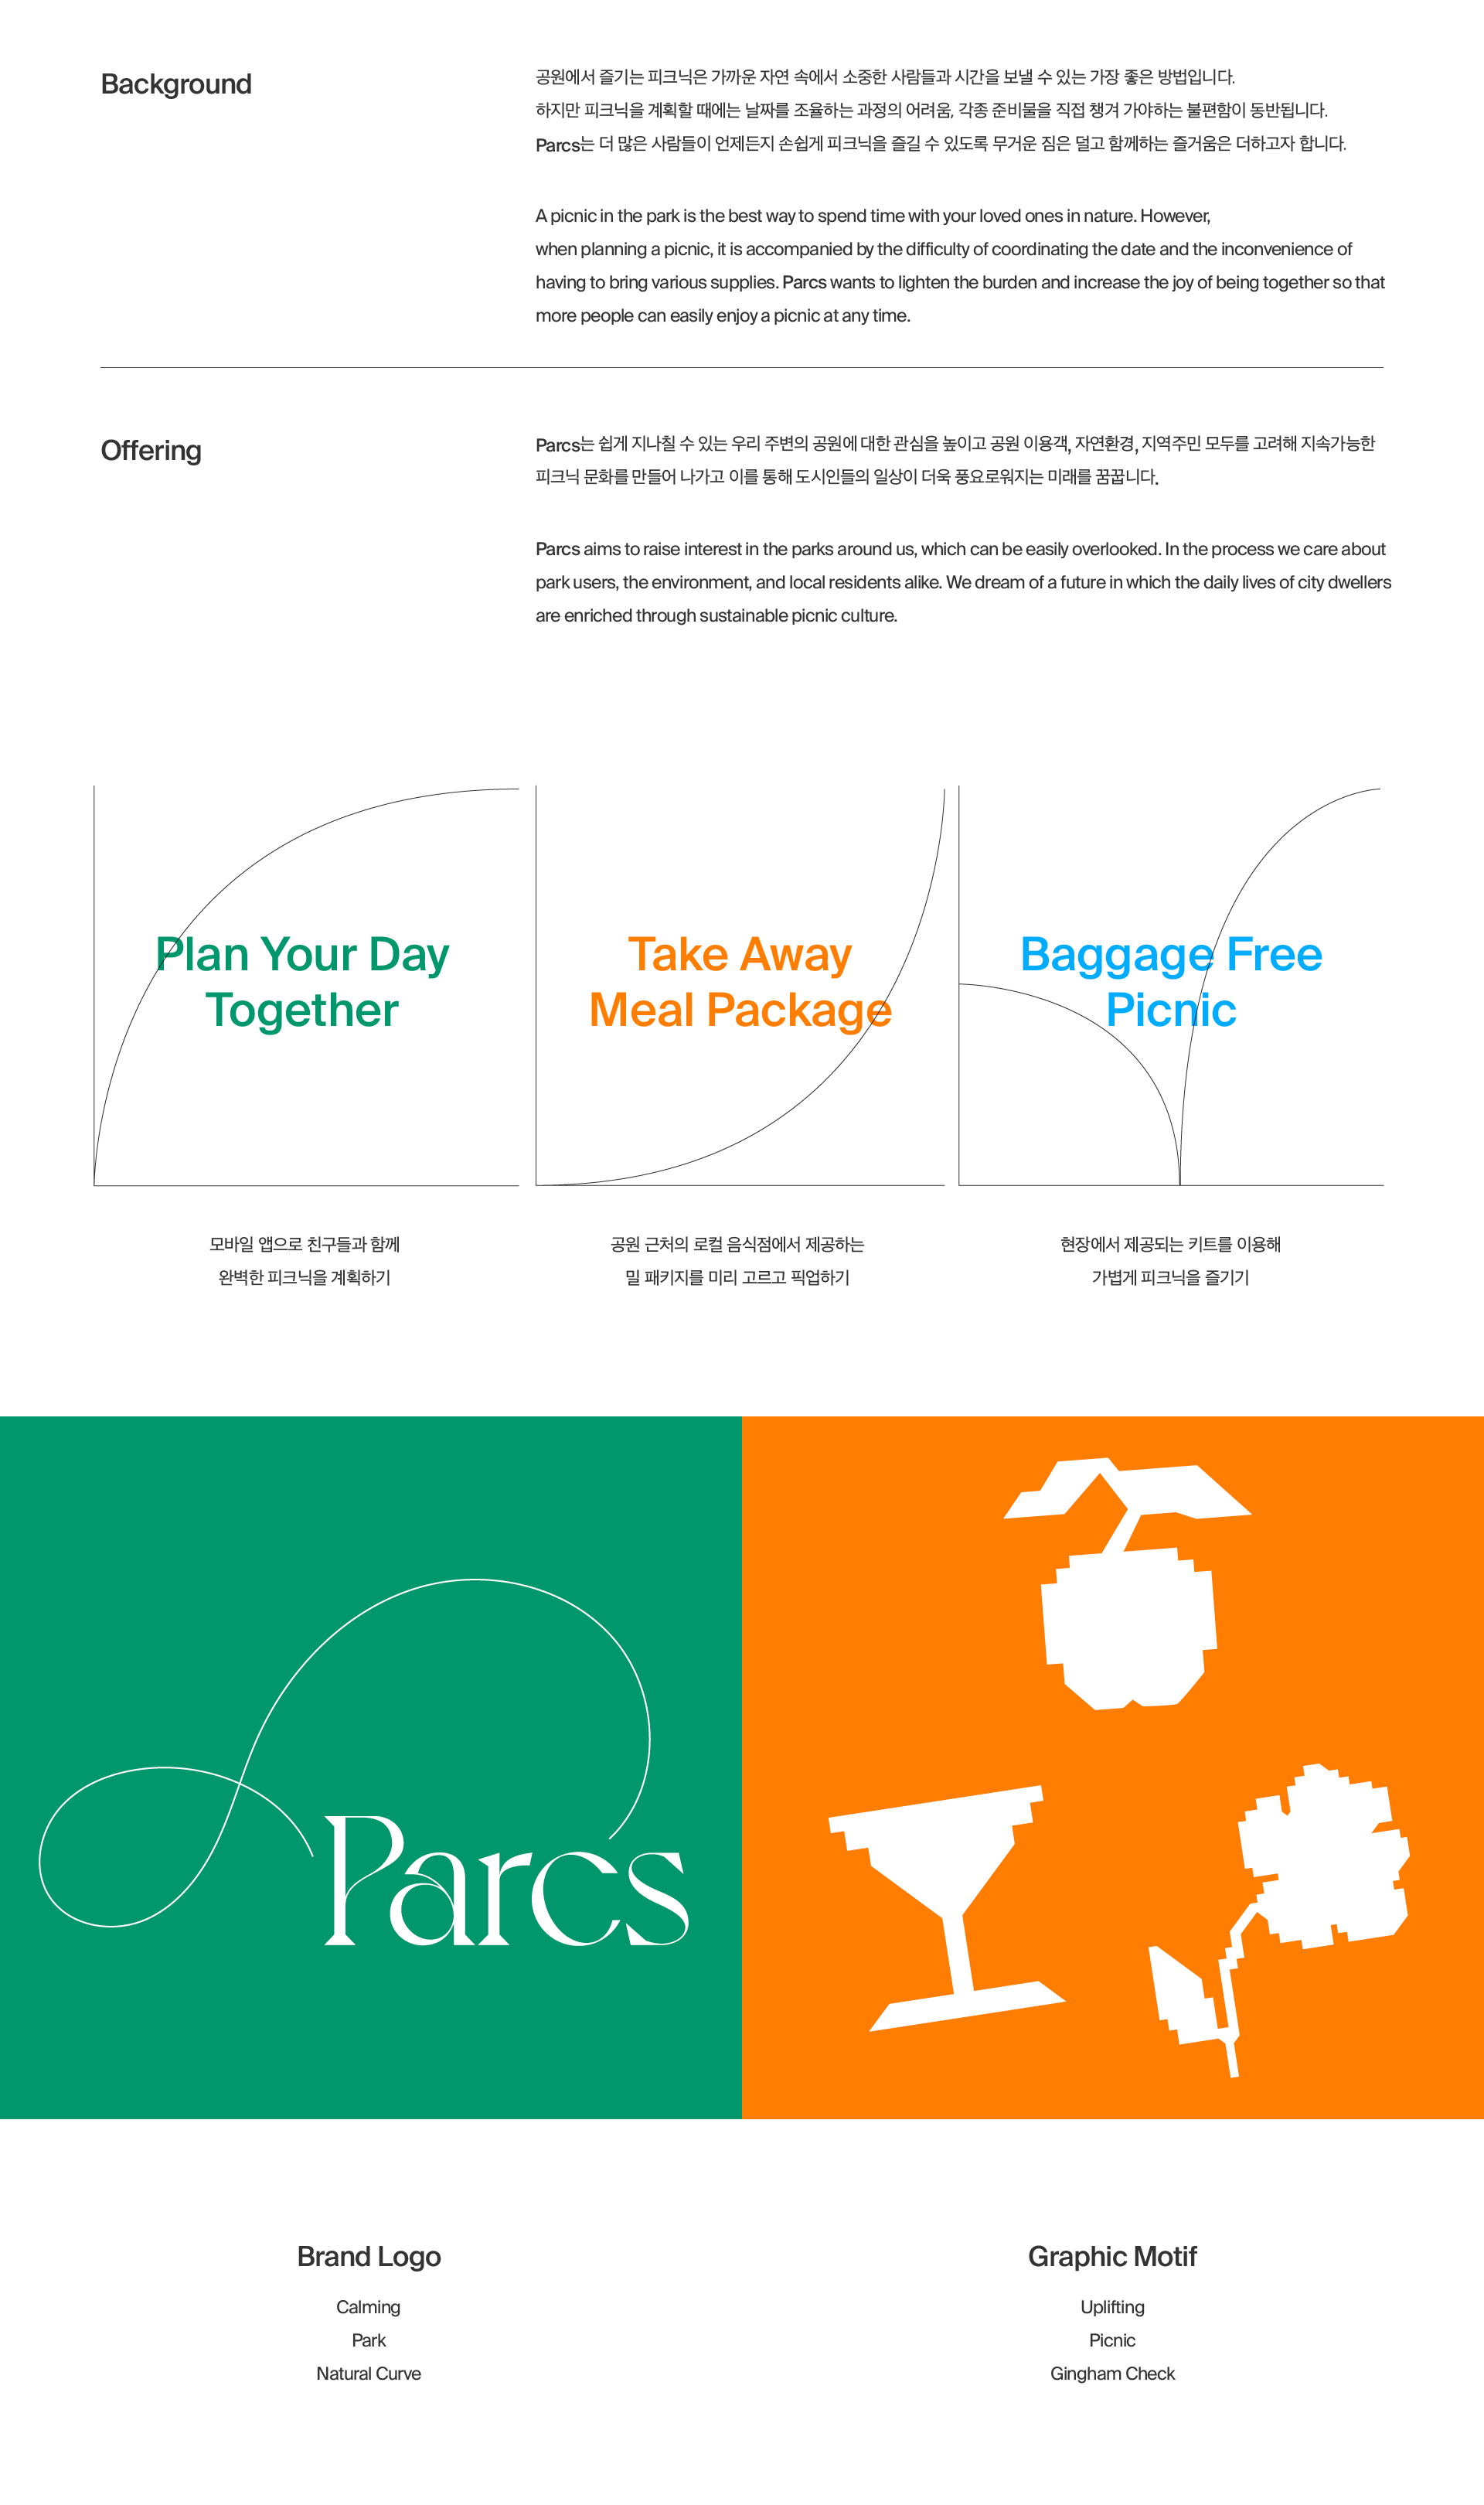 Background
공원에서 즐기는 피크닉은 가까운 자연 속에서 소중한 사람들과 시간을 보낼 수 있는 가장 좋은 방법입니다.
하지만 피크닉을 계획할 때에는 날짜를 조율하는 과정의 어려움, 각종 준비물을 직접 챙겨 가야하는 불편함이 동반됩니다.
Parcs는 더 많은 사람들이 언제든지 손쉽게 피크닉을 즐길 수 있도록 무거운 짐은 덜고 함께하는 즐거움은 더하고자 합니다.
A picnic in the park is the best way to spend time with your loved ones in nature. However,
when planning a picnic, it is accompanied by the difficulty of coordinating the date and the inconvenience of
having to bring various supplies. Parcs wants to lighten the burden and increase the joy of being together so that
more people can easily enjoy a picnic at any time.
Offering
Parcs는 쉽게 지나칠 수 있는 우리 주변의 공원에 대한 관심을 높이고 공원 이용객, 자연환경, 지역주민 모두를 고려해 지속가능한
피크닉 문화를 만들어 나가고 이를 통해 도시인들의 일상이 더욱 풍요로워지는 미래를 꿈꿉니다.
Parcs aims to raise interest in the parks around us, which can be easily overlooked. In the process we care about
park users, the environment, and local residents alike. We dream of a future in which the daily lives of city dwellers
are enriched through sustainable picnic culture.
Plan Your Day
Together
모바일 앱으로 친구들과 함께
완벽한 피크닉을 계획하기
Take Away
Meal Package
공원 근처의 로컬 음식점에서 제공하는
밀 패키지를 미리 고르고 픽업하기
Baggage Free
Picnic
현장에서 제공되는 키트를 이용해
가볍게 피크닉을 즐기기
Parcs
Brand Logo
Calming
Park
Natural Curve
Graphic Motif
Uplifting
Picnic
Gingham Check